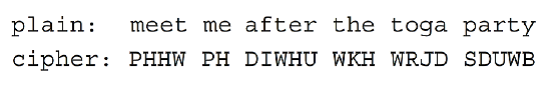 plain: meet me after the toga party
cipher: PHHW PH DIWHU WKH WRJD SDUWB